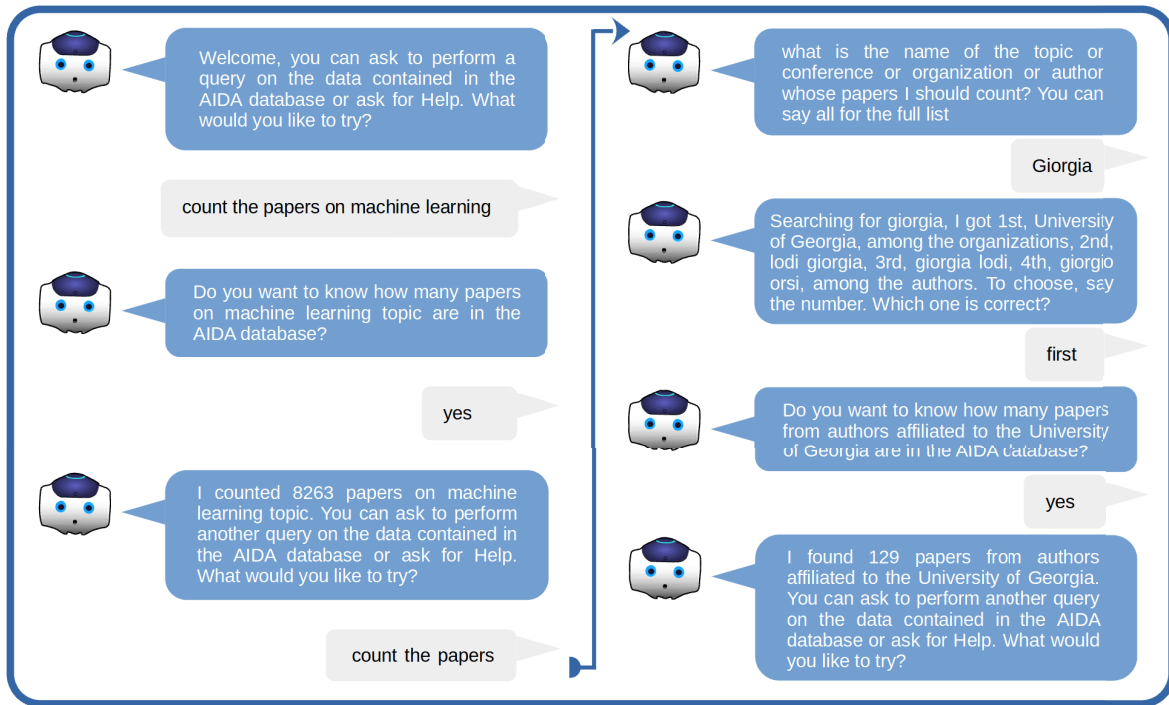 Welcome, you can ask to perform a
query on the data contained in the
AIDA database or ask for Help. What
would you like to try?
count the papers on machine learning
Do you want to know how many papers
on machine learning topic are in the
AIDA database?
yes
I counted 8263 papers on machine
learning topic. You can ask to perform
another query on the data contained in
the AIDA database or ask for Help.
What would you like to try?
count the papers
what is the name of the topic or
conference or organization or author
whose papers I should count? You can
say all for the full list
Giorgia
Searching for giorgia, I got 1st, University
of Georgia, among the organizations, 2nd,
lodi giorgia, 3rd, giorgia lodi, 4th, giorgio
orsi, among the authors. To choose, say
the number. Which one is correct?
first
Do you want to know how many papers
from authors affiliated to the University
of Georgia are in the AIDA database?
yes
I found 129 papers from authors
affiliated to the University of Georgia.
You can ask to perform another query
on the data contained in the AIDA
database or ask for Help. What would
you like to try?